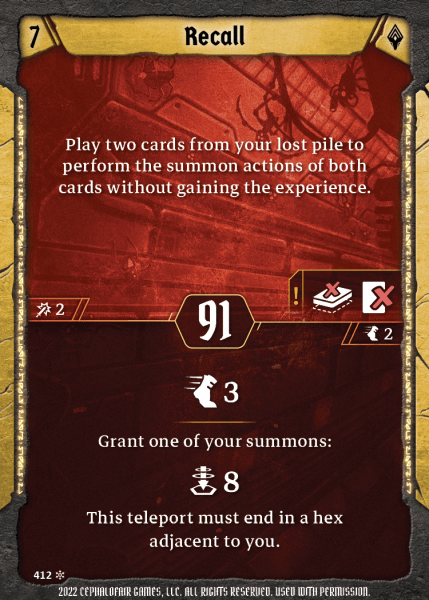 7
Recall
Play two cards from your lost pile to
perform the summon actions of both
cards without gaining the experience.
!
2
91
2
3
Grant one of your summons:
8
This teleport must end in a hex
adjacent to you.
412
2022 CEPHALOFAIR GAMES, LLC. ALL RIGHTS RESERVED. USED WITH PERMISSION.